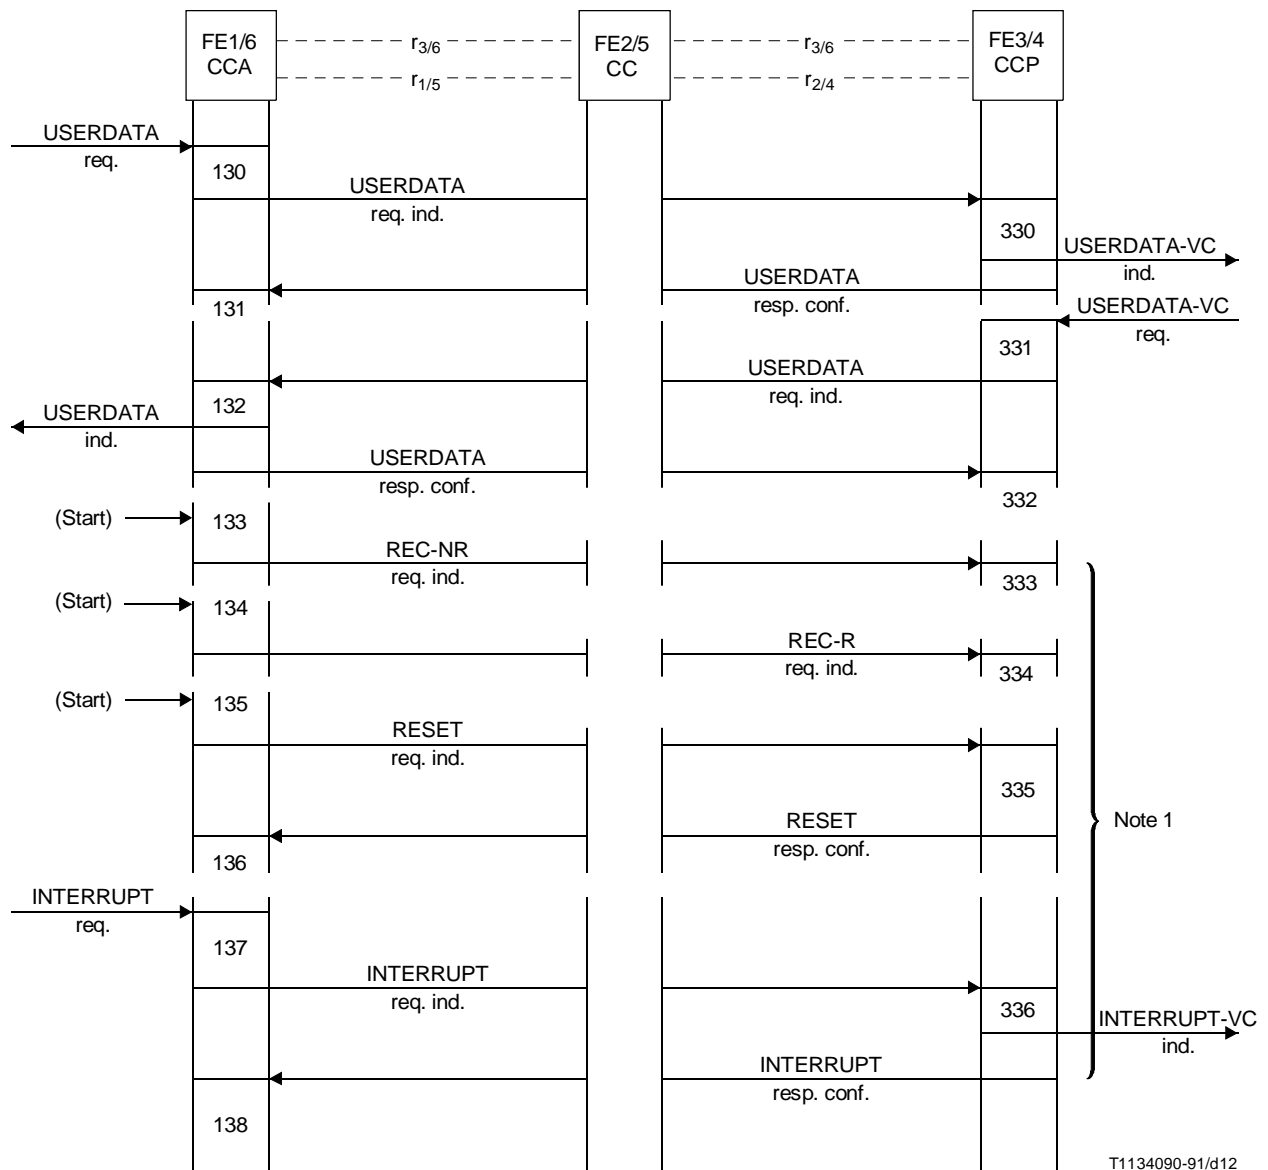 FE1/6
CCA
r3/6
r1/5
FE2/5
CC
r3/6
r2/4
FE3/4
CCP
USERDATA
req.
130
USERDATA
req. ind.
330
USERDATA-VC
ind.
USERDATA
resp. conf.
131
USERDATA-VC
req.
331
USERDATA
req. ind.
132
USERDATA
ind.
USERDATA
resp. conf.
332
(Start)
133
REC-NR
req. ind.
333
(Start)
134
REC-R
req. ind.
334
(Start)
135
RESET
req. ind.
335
RESET
resp. conf.
Note 1
136
INTERRUPT
req.
137
INTERRUPT
req. ind.
336
INTERRUPT-VC
ind.
INTERRUPT
resp. conf.
138
T1134090-91/d12